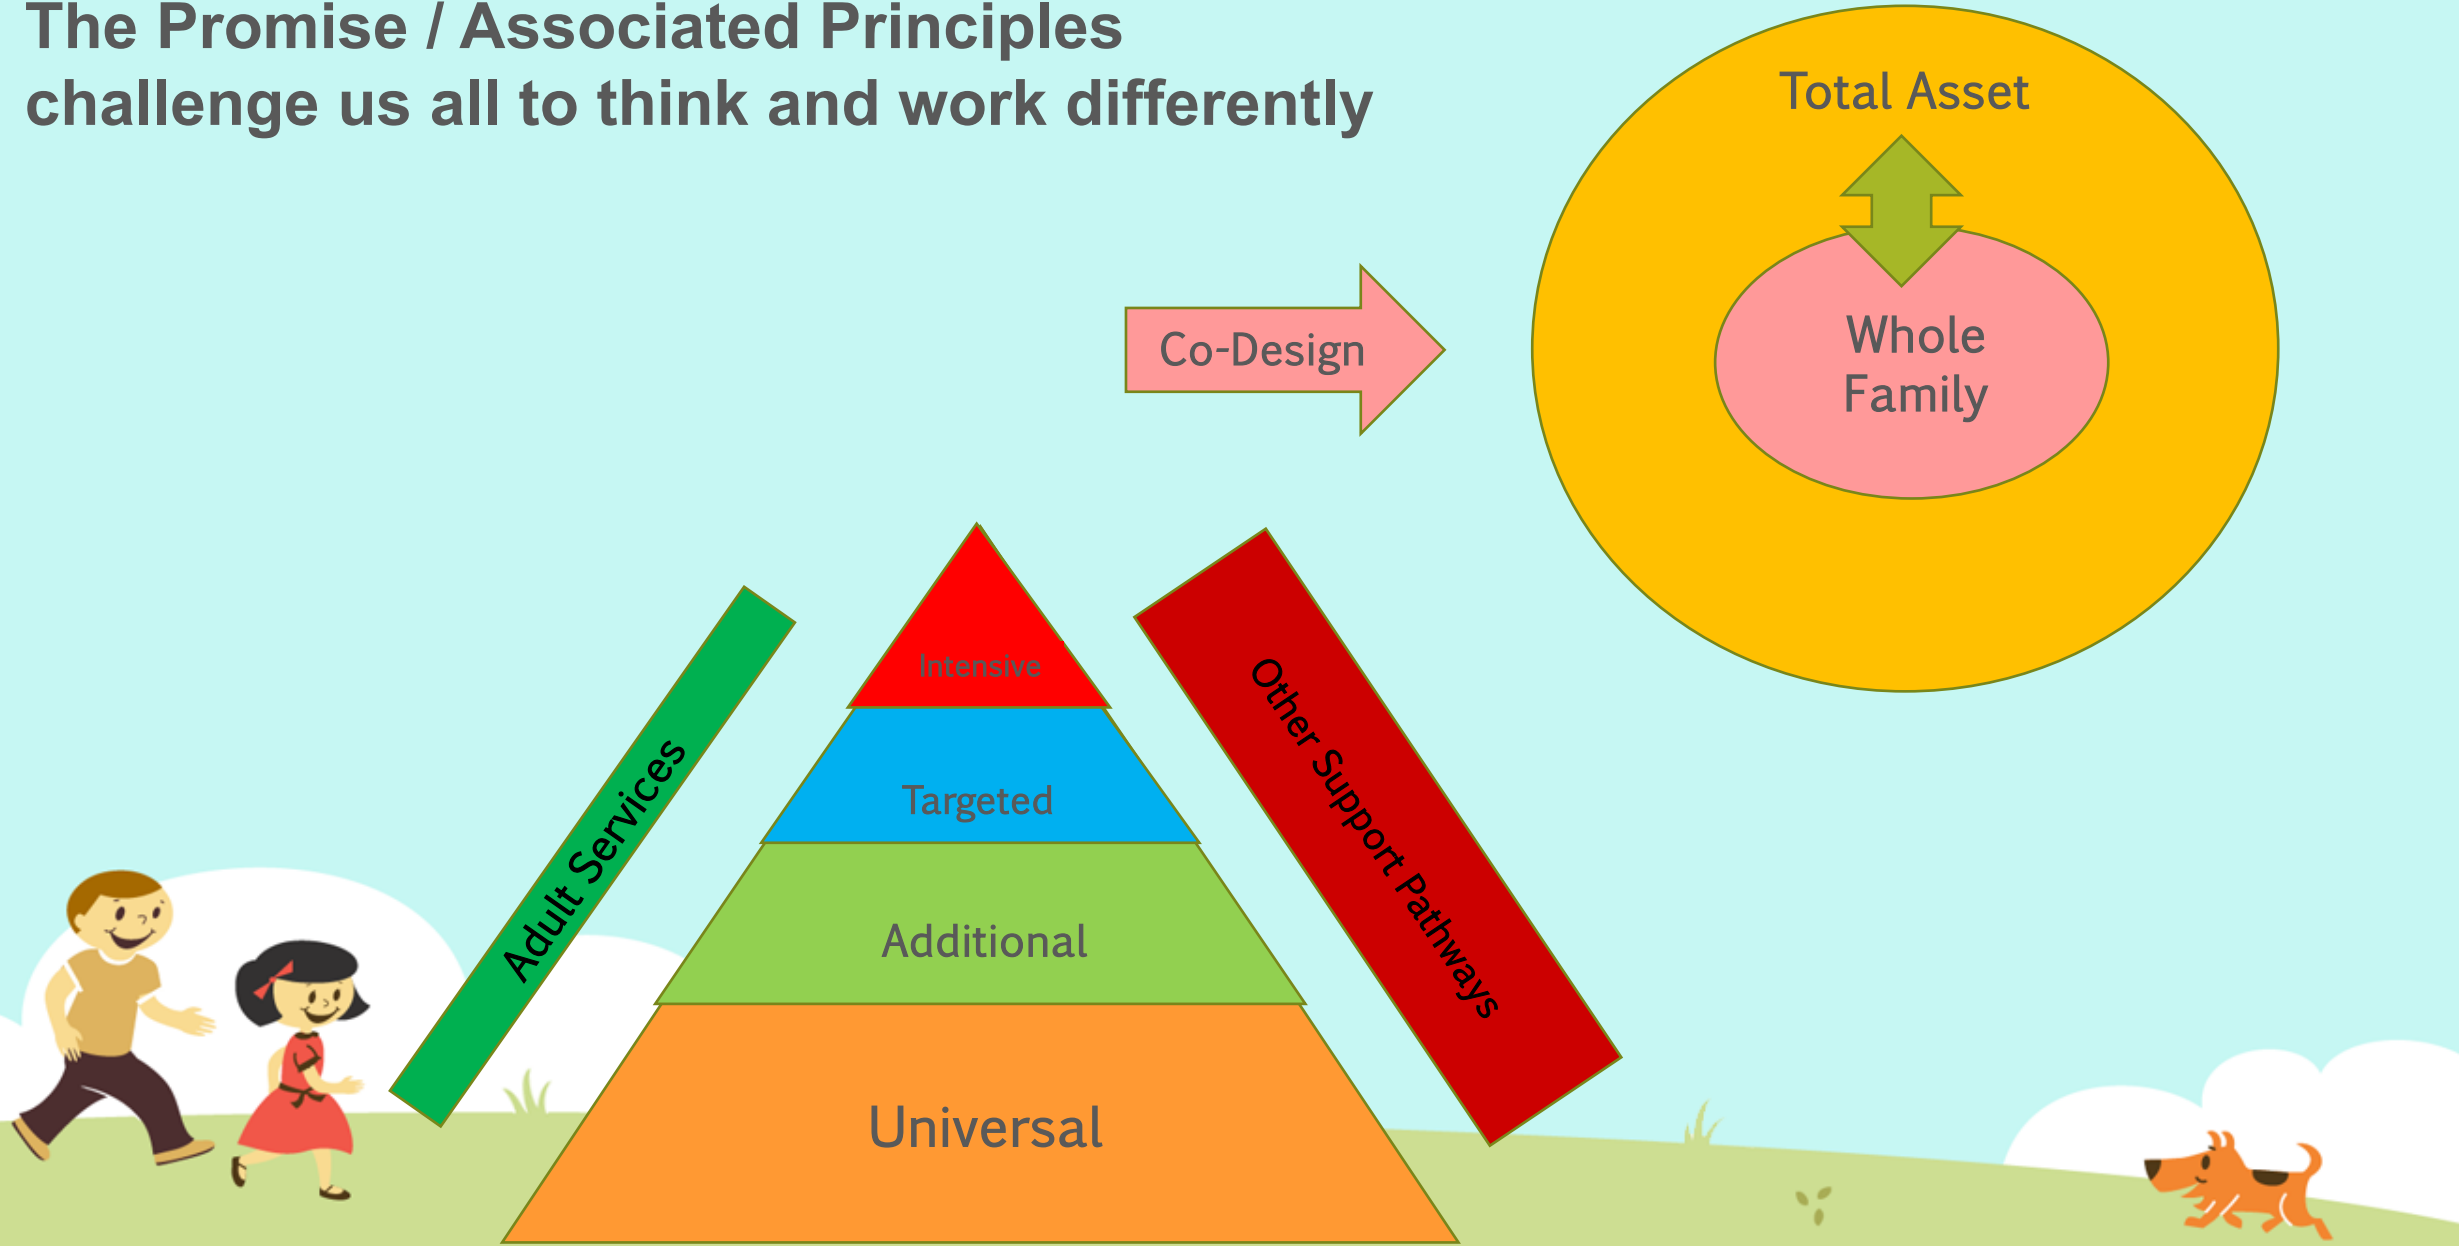 The Promise / Associated Principles
challenge us all to think and work differently
Total Asset
Co-Design
Whole
Family
Intensive
Targeted
Additional
Universal
Adult Services
Other Support Pathways